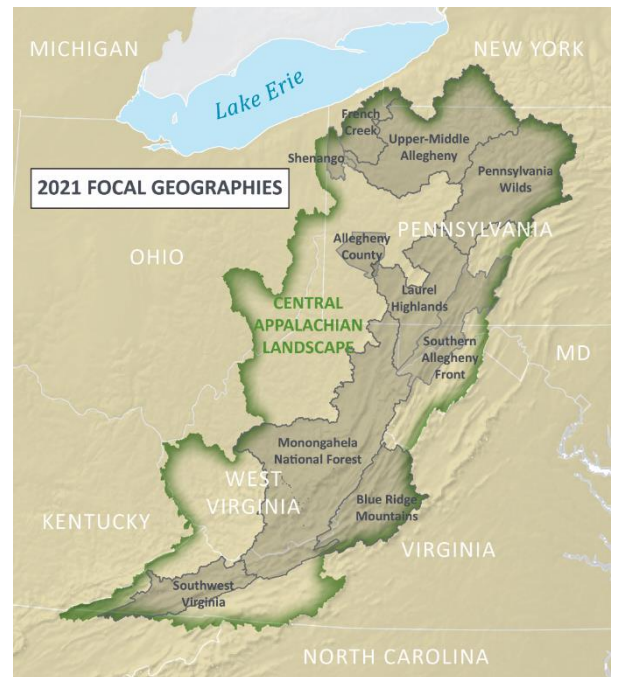 MICHIGAN
NEW YORK
Lake Erie
French
Creek
Upper-Middle
Allegheny
Shenango
Pennsylvania
Wilds
2021 FOCAL GEOGRAPHIES
PENNSYLVANIA
Allegheny
County
OHIO
Laurel
Highlands
CENTRAL
APPALACHIAN
LANDSCAPE
Southern
Allegheny
Front
MD
Monongahela
National Forest
WEST
VIRGINIA
Blue Ridge
Mountains
KENTUCKY
VIRGINIA
Southwest
Virginia
NORTH CAROLINA